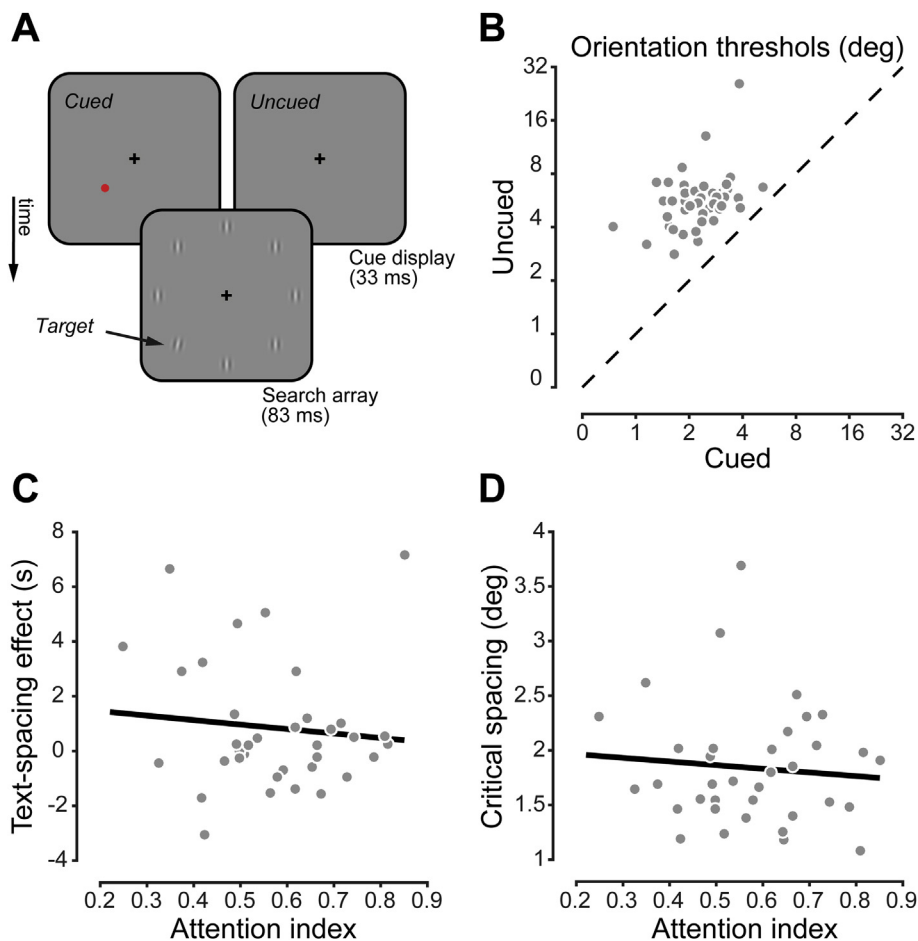 A
Cued
Uncued
time
Cue display
(33 ms)
Target
Search array
(83 ms)
B
Orientation threshols (deg)
32
16
8
4
2
1
0
Uncued
0 1 2 4 8 16 32
Cued
C
8
6
4
2
0
-2
-4
Text-spacing effect (s)
0.2 0.3 0.4 0.5 0.6 0.7 0.8 0.9
Attention index
D
4
3.5
3
2.5
2
1.5
1
Critical spacing (deg)
0.2 0.3 0.4 0.5 0.6 0.7 0.8 0.9
Attention index